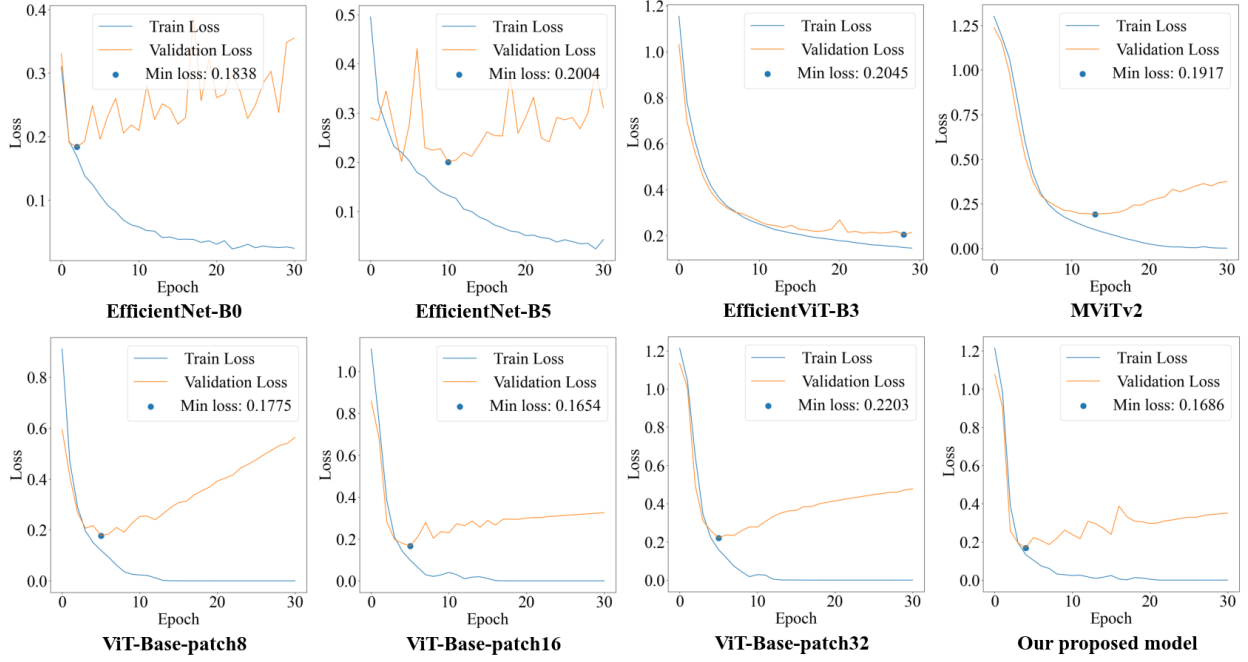 Train Loss
Validation Loss
Min loss: 0.1838
Loss
0.4
0.3
0.2
0.1
0
10
20
30
Epoch
EfficientNet-B0
Train Loss
Validation Loss
Min loss: 0.2004
Loss
0.5
0.4
0.3
0.2
0.1
0
10
20
30
Epoch
EfficientNet-B5
Train Loss
Validation Loss
Min loss: 0.2045
Loss
1.2
1.0
0.8
0.6
0.4
0.2
0
10
20
30
Epoch
EfficientViT-B3
Train Loss
Validation Loss
Min loss: 0.1917
Loss
1.25
1.00
0.75
0.50
0.25
0.00
0
10
20
30
Epoch
MViTv2
Train Loss
Validation Loss
Min loss: 0.1775
Loss
0.8
0.6
0.4
0.2
0.0
0
10
20
30
Epoch
ViT-Base-patch8
Train Loss
Validation Loss
Min loss: 0.1654
Loss
1.0
0.8
0.6
0.4
0.2
0.0
0
10
20
30
Epoch
ViT-Base-patch16
Train Loss
Validation Loss
Min loss: 0.2203
Loss
1.2
1.0
0.8
0.6
0.4
0.2
0.0
0
10
20
30
Epoch
ViT-Base-patch32
Train Loss
Validation Loss
Min loss: 0.1686
Loss
1.2
1.0
0.8
0.6
0.4
0.2
0.0
0
10
20
30
Epoch
Our proposed model